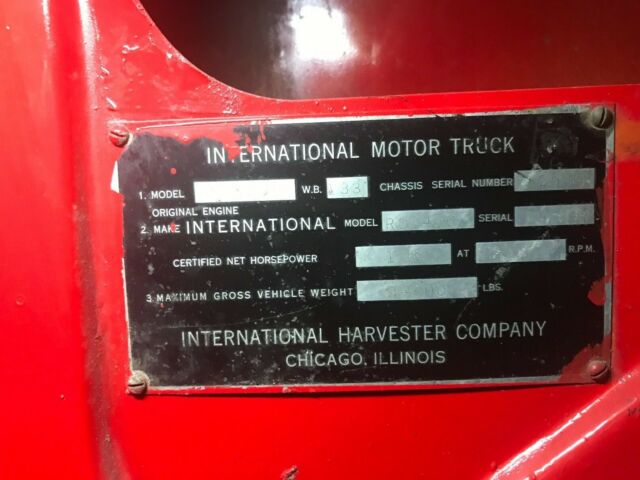 INTERNATIONAL MOTOR TRUCK
1. MODEL W.B. 133 CHASSIS SERIAL NUMBER
ORIGINAL ENGINE
2. MAKE INTERNATIONAL MODEL SERIAL
CERTIFIED NET HORSEPOWER AT R.P.M.
3. MAXIMUM GROSS VEHICLE WEIGHT LBS.
INTERNATIONAL HARVESTER COMPANY
CHICAGO, ILLINOIS